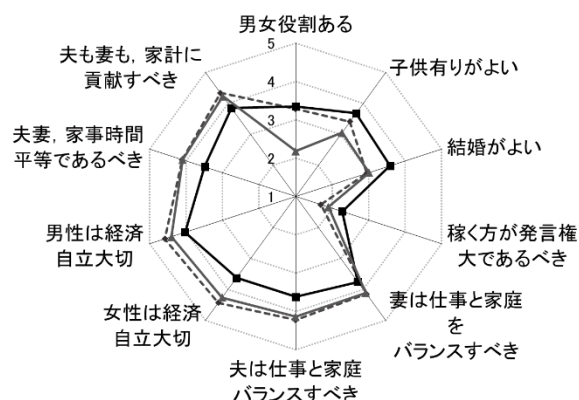 男女役割ある
子供有りがよい
結婚がよい
稼ぐ方が発言権
大であるべき
妻は仕事と家庭
を
バランスすべき
夫は仕事と家庭
バランスすべき
女性は経済
自立大切
男性は経済
自立大切
夫妻，家事時間
平等であるべき
夫も妻も，家計に
貢献すべき
5
4
3
2
1